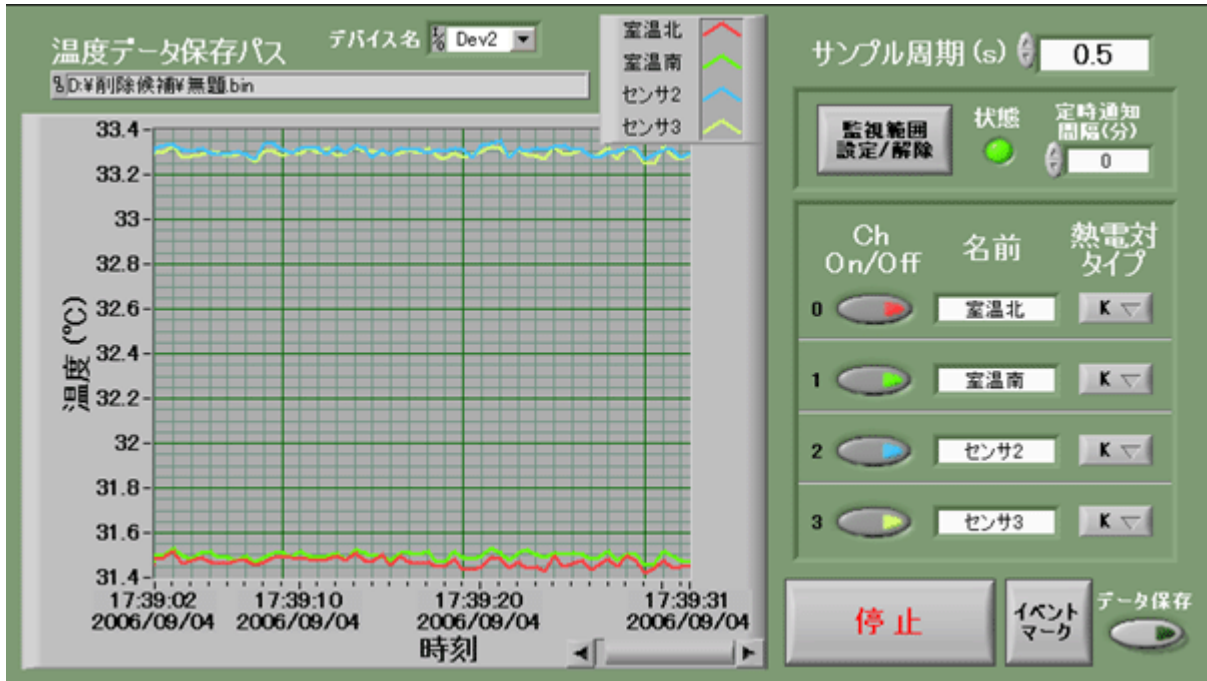 温度データ保存パス
デバイス名 Dev2
D:¥削除候補¥無題.bin
室温北
室温南
センサ2
センサ3
サンプル周期(s) 0.5
監視範囲
設定/解除
状態
定時通知
間隔(分)
0
33.4
33.2
33
32.8
32.6
32.4
32.2
32
31.8
31.6
31.4
温度(℃)
17:39:02 17:39:10 17:39:20 17:39:31
2006/09/04 2006/09/04 2006/09/04 2006/09/04
時刻
Ch
On/Off
名前
熱電対
タイプ
0 室温北 K
1 室温南 K
2 センサ2 K
3 センサ3 K
停止
イベント
マーク
データ保存